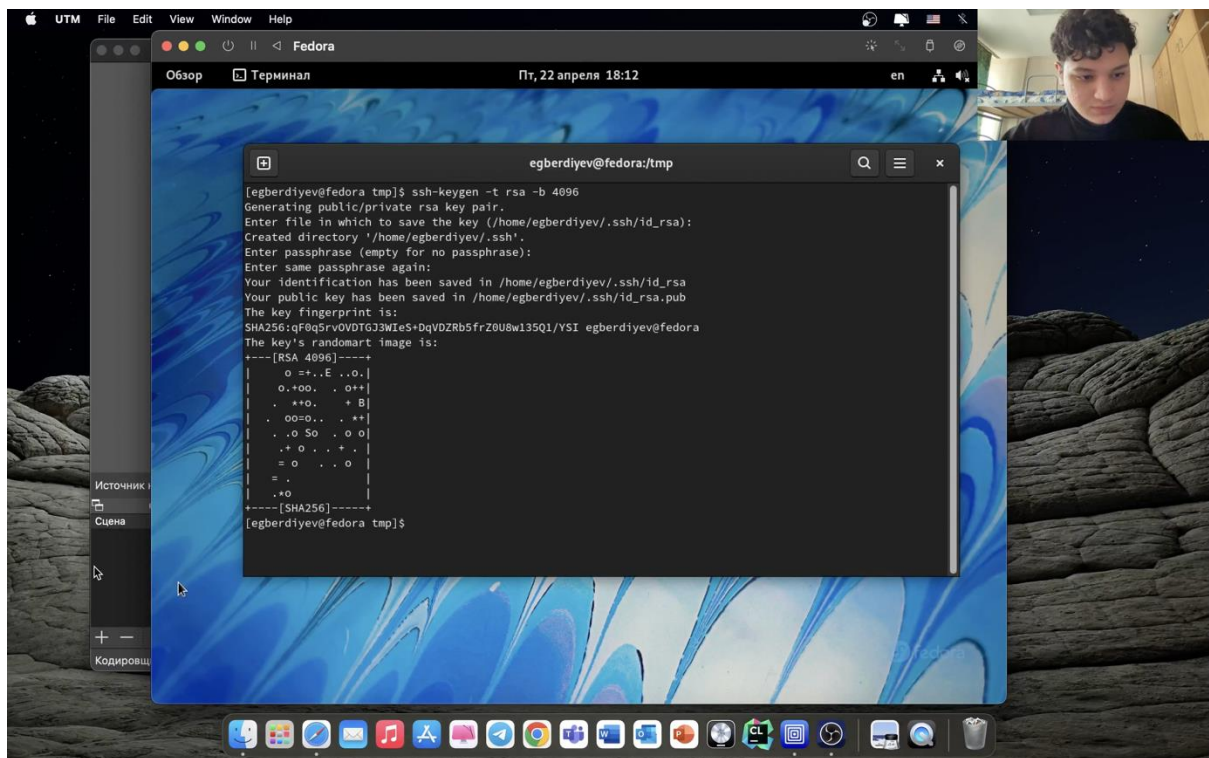 UTM File Edit View Window Help
Fedora
Обзор Терминал Пт, 22 апреля 18:12 en
egberdiyev@fedora:/tmp
[egberdiyev@fedora tmp]$ ssh-keygen -t rsa -b 4096
Generating public/private rsa key pair.
Enter file in which to save the key (/home/egberdiyev/.ssh/id_rsa):
Created directory '/home/egberdiyev/.ssh'.
Enter passphrase (empty for no passphrase):
Enter same passphrase again:
Your identification has been saved in /home/egberdiyev/.ssh/id_rsa
Your public key has been saved in /home/egberdiyev/.ssh/id_rsa.pub
The key fingerprint is:
SHA256:qF0q5rvOVDTGJ3WIeS+DqVDZRb5frZ0U8w135Q1/YSI egberdiyev@fedora
The key's randomart image is:
+---[RSA 4096]----+
|     o =+..E ..o.|
|    o.+oo.  . o++|
|   .  *+o.    + B|
|  .  oo=o..  . *+|
|   . .o So  . o o|
|    .+ o . . + . |
|    = o   . . o  |
|   = .           |
|   .*o           |
+----[SHA256]-----+
[egberdiyev@fedora tmp]$
Источник
Сцена
Кодировщ
fedora